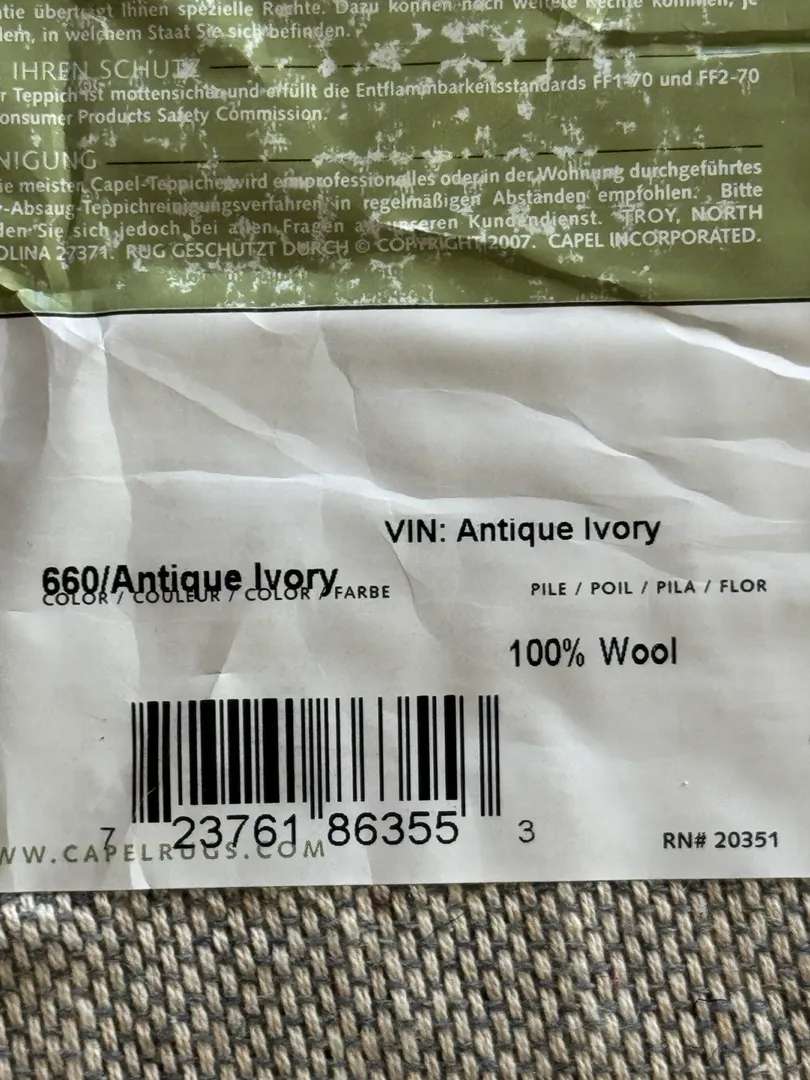 tie überträgt Ihnen spezielle Rechte. Dazu können noch weitere Rechte kommen, je
dem, in welchem Staat Sie sich befinden.
IHREN SCHUTZ
r Teppich ist mottensicher und erfüllt die Entflammbarkeitsstandards FF1-70 und FF2-70
onsumer Products Safety Commission.
NIGUNG
ie meisten Capel-Teppiche wird ein professionelles oder in der Wohnung durchgeführtes
-Absaug-Teppichreinigungsverfahren in regelmäßigen Abständen empfohlen. Bitte
den Sie sich jedoch bei allen Fragen an unseren Kundendienst. TROY, NORTH
OLINA 27371. RUG GESCHÜTZT DURCH © COPYRIGHT 2007. CAPEL INCORPORATED.
VIN: Antique Ivory
660/Antique Ivory
COLOR / COULEUR / COLOR / FARBE
PILE / POIL / PILA / FLOR
100% Wool
7 23761 86355 3
WW.CAPELRUGS.COM
RN# 20351